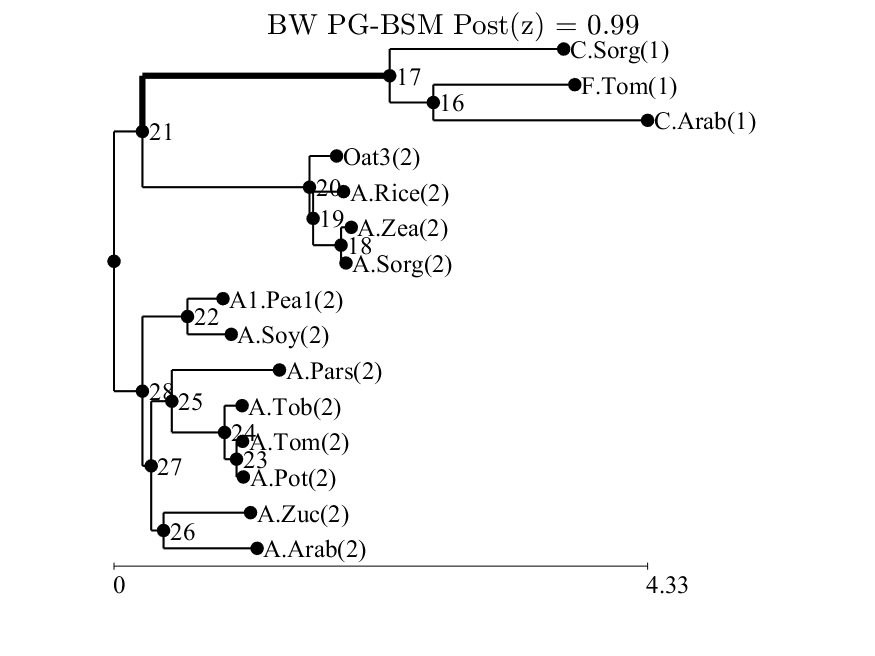 BW PG-BSM Post(z) = 0.99
C.Sorg(1)
17
F.Tom(1)
16
C.Arab(1)
21
Oat3(2)
20
A.Rice(2)
19
A.Zea(2)
18
A.Sorg(2)
A1.Pea1(2)
22
A.Soy(2)
A.Pars(2)
28
25
A.Tob(2)
24
A.Tom(2)
23
27
A.Pot(2)
A.Zuc(2)
26
A.Arab(2)
0 4.33